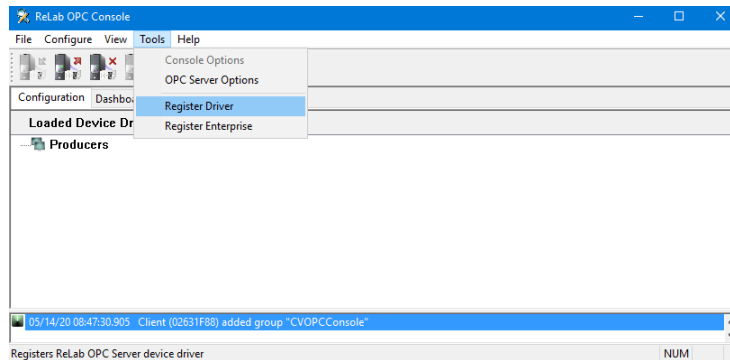 ReLab OPC Console
File Configure View Tools Help
Console Options
OPC Server Options
Configuration Dashbo
Register Driver
Loaded Device Dr
Register Enterprise
Producers
05/14/20 08:47:30.905 Client (02631F88) added group "CVOPCConsole"
Registers ReLab OPC Server device driver NUM